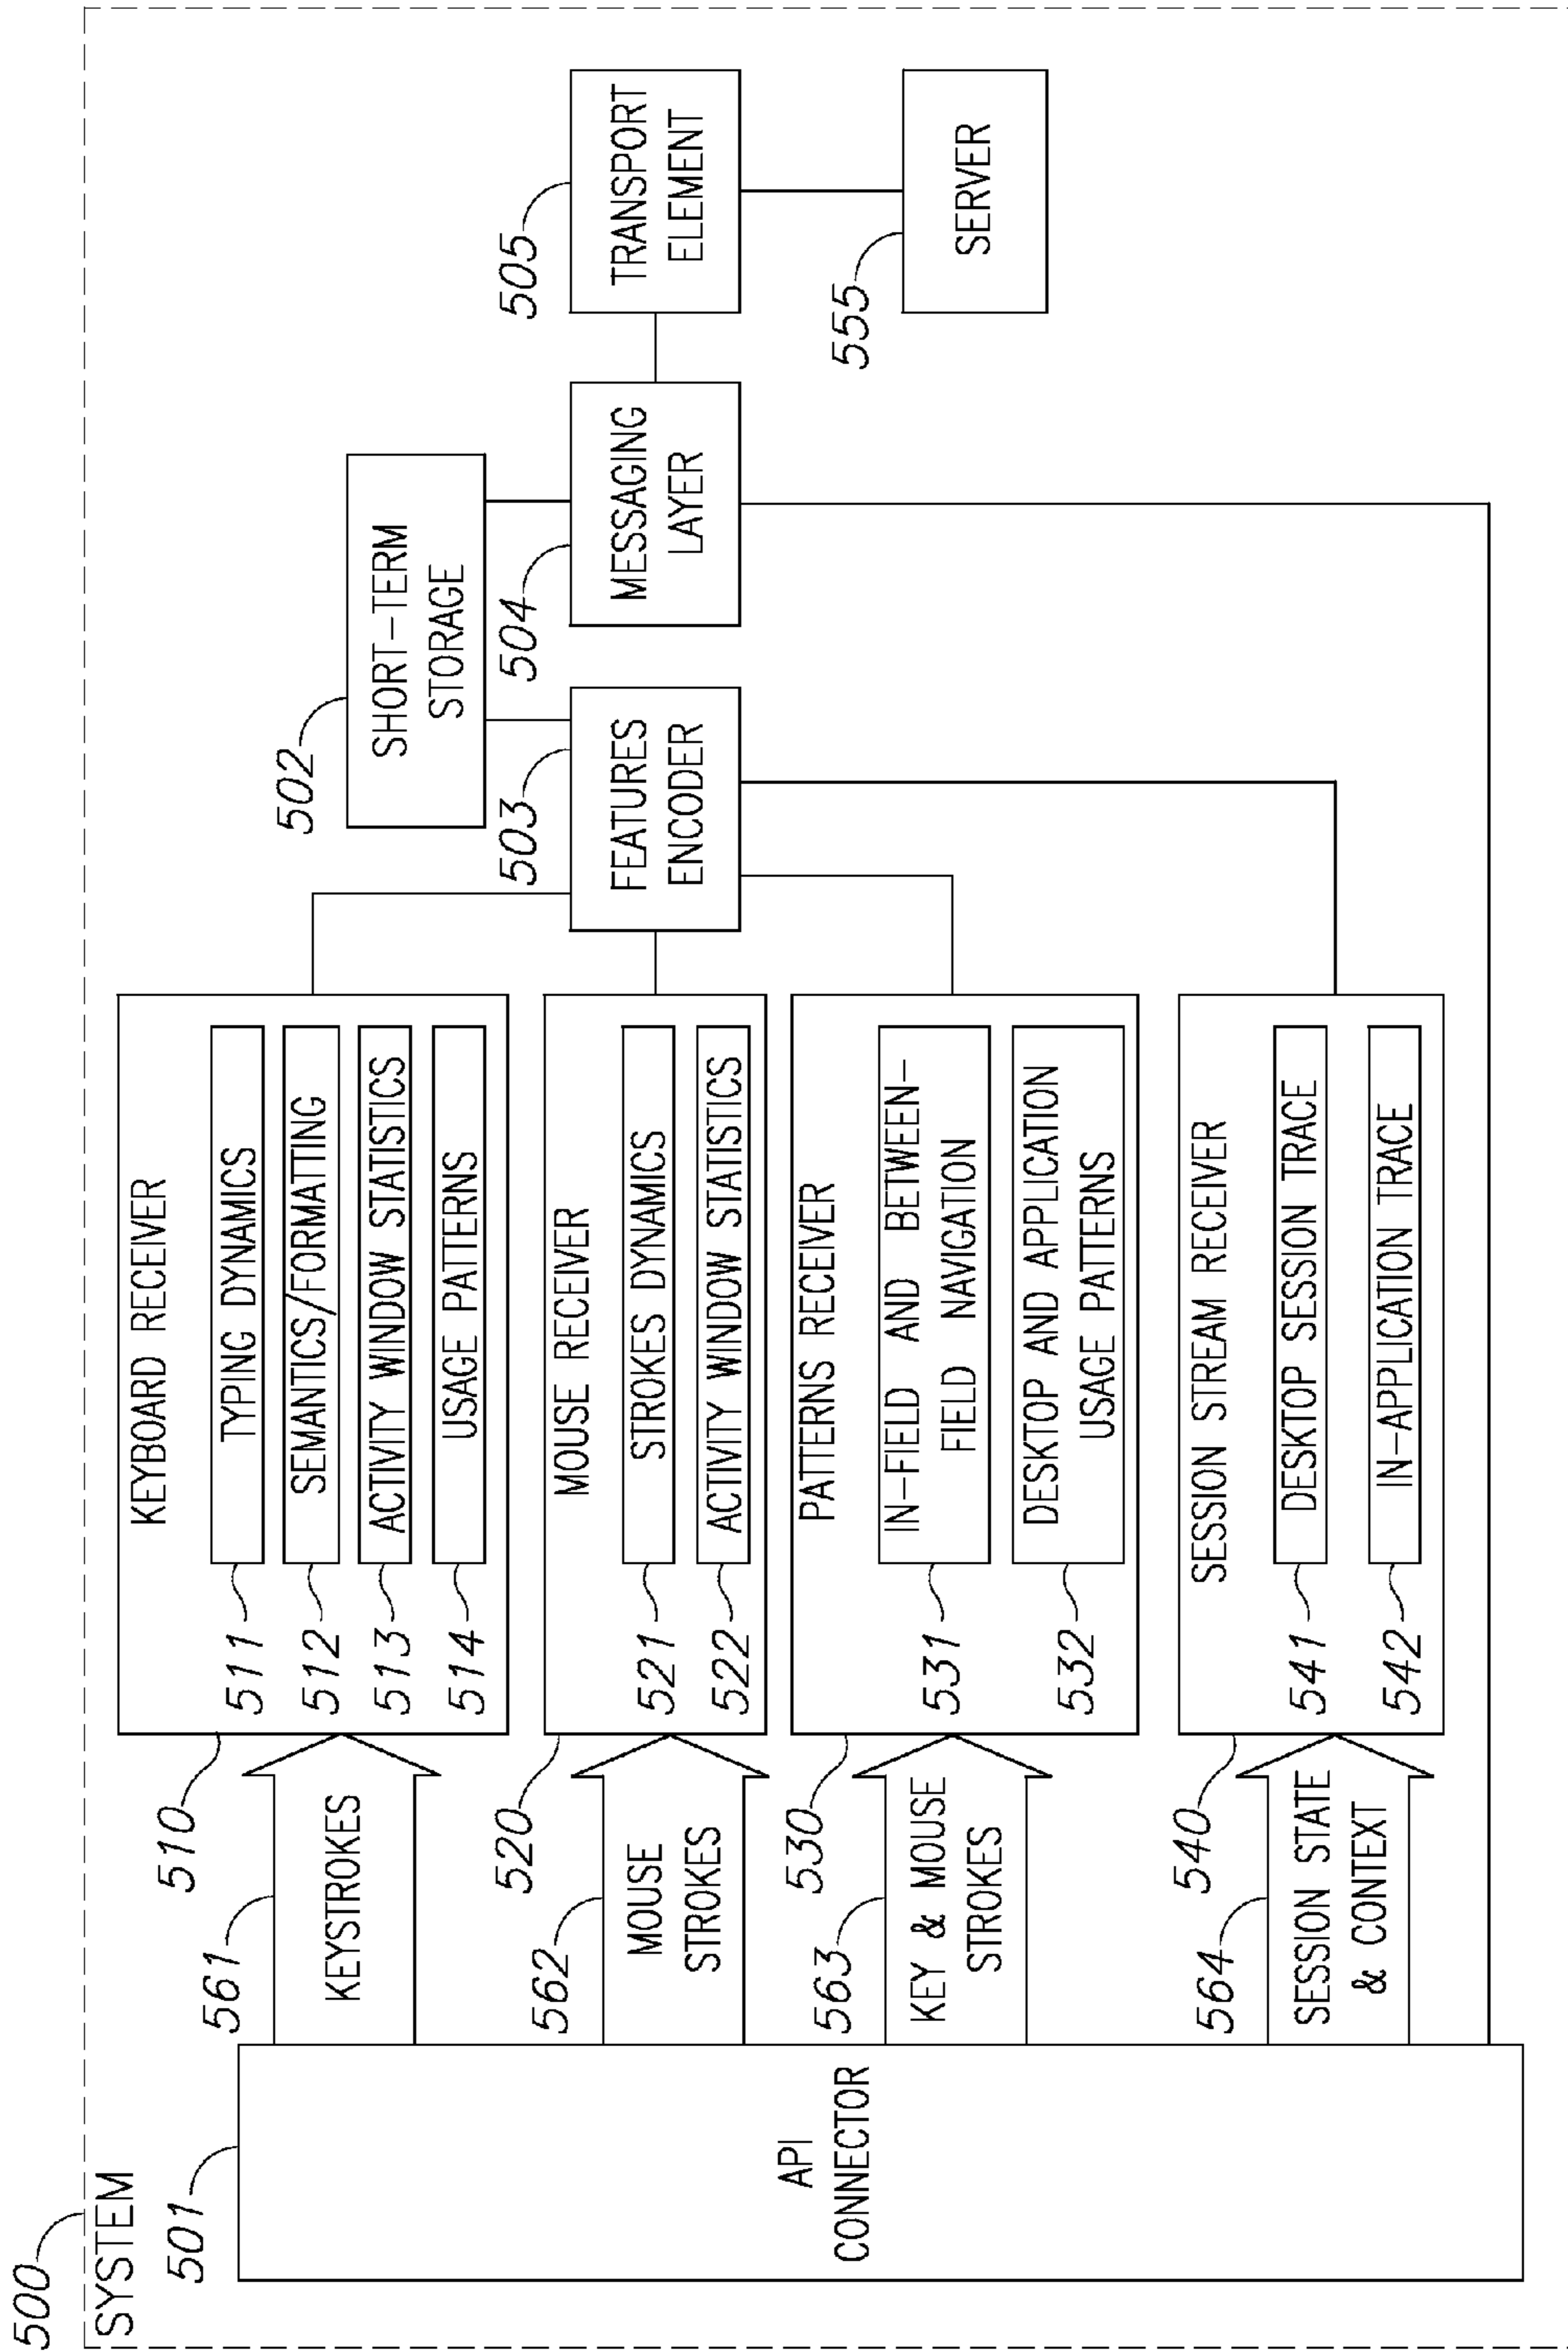 500
SYSTEM
501
API
CONNECTOR
561
KEYSTROKES
562
MOUSE
STROKES
563
KEY & MOUSE
STROKES
564
SESSION STATE
& CONTEXT
510
KEYBOARD RECEIVER
511
TYPING DYNAMICS
512
SEMANTICS/FORMATTING
513
ACTIVITY WINDOW STATISTICS
514
USAGE PATTERNS
520
MOUSE RECEIVER
521
STROKES DYNAMICS
522
ACTIVITY WINDOW STATISTICS
530
PATTERNS RECEIVER
531
IN-FIELD AND BETWEEN-
FIELD NAVIGATION
532
DESKTOP AND APPLICATION
USAGE PATTERNS
540
SESSION STREAM RECEIVER
541
DESKTOP SESSION TRACE
542
IN-APPLICATION TRACE
502
SHORT-TERM
STORAGE
503
FEATURES
ENCODER
504
MESSAGING
LAYER
505
TRANSPORT
ELEMENT
555
SERVER